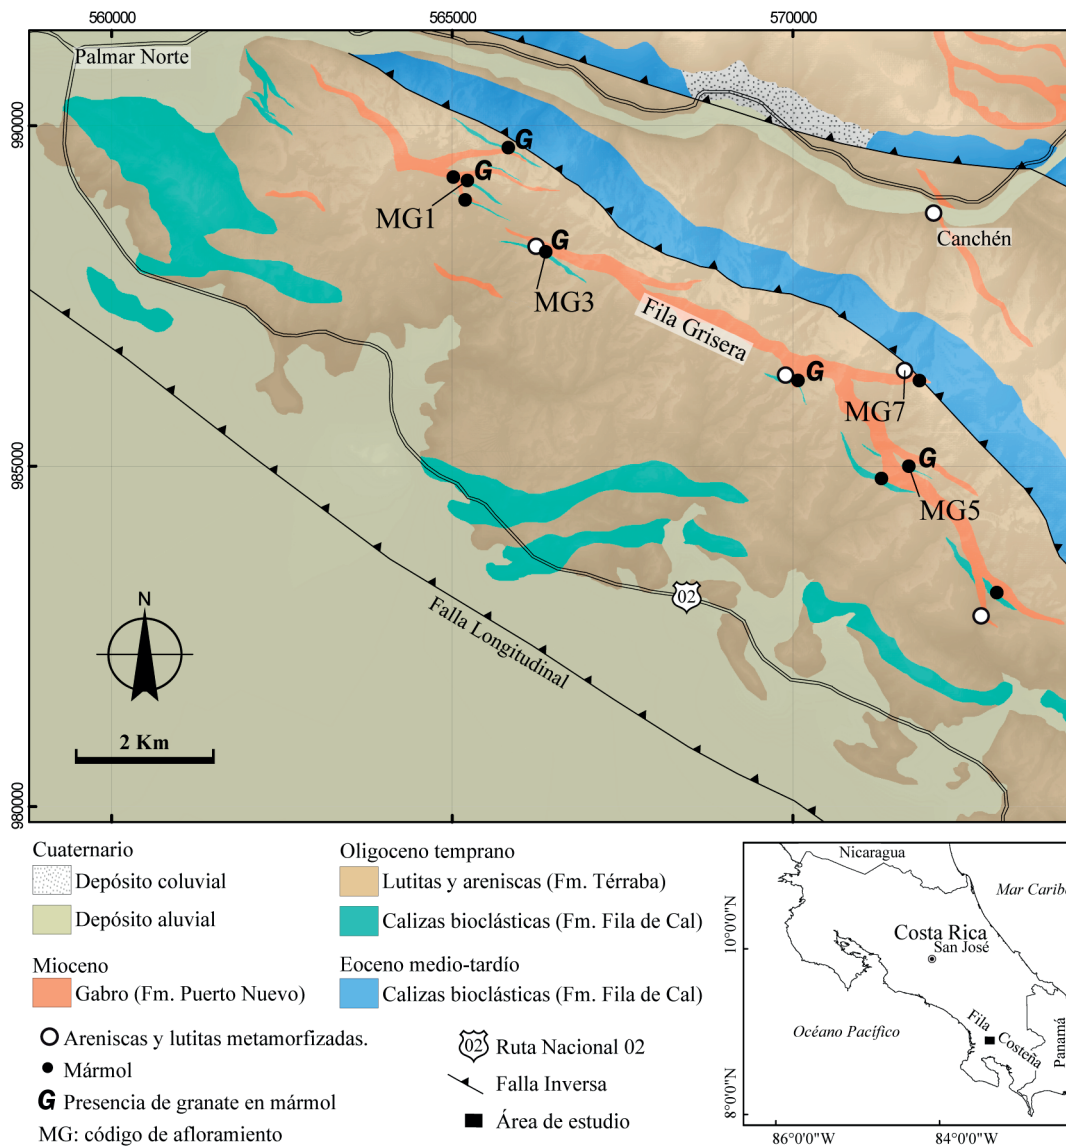 560000
565000
570000
Palmar Norte
990000
G
G
MG1
G
Canchén
MG3
Fila Grisera
G
MG7
985000
G
MG5
02
Falla Longitudinal
N
2 Km
980000
Cuaternario
Depósito coluvial
Depósito aluvial
Mioceno
Gabro (Fm. Puerto Nuevo)
Oligoceno temprano
Lutitas y areniscas (Fm. Térraba)
Calizas bioclásticas (Fm. Fila de Cal)
Eoceno medio-tardío
Calizas bioclásticas (Fm. Fila de Cal)
Areniscas y lutitas metamorfizadas.
Mármol
G Presencia de granate en mármol
MG: código de afloramiento
02 Ruta Nacional 02
Falla Inversa
Área de estudio
Nicaragua
Mar Caribe
10°0'0"N
Costa Rica
San José
Océano Pacífico
Fila
Costeña
Panamá
8°0'0"N
86°0'0"W
84°0'0"W